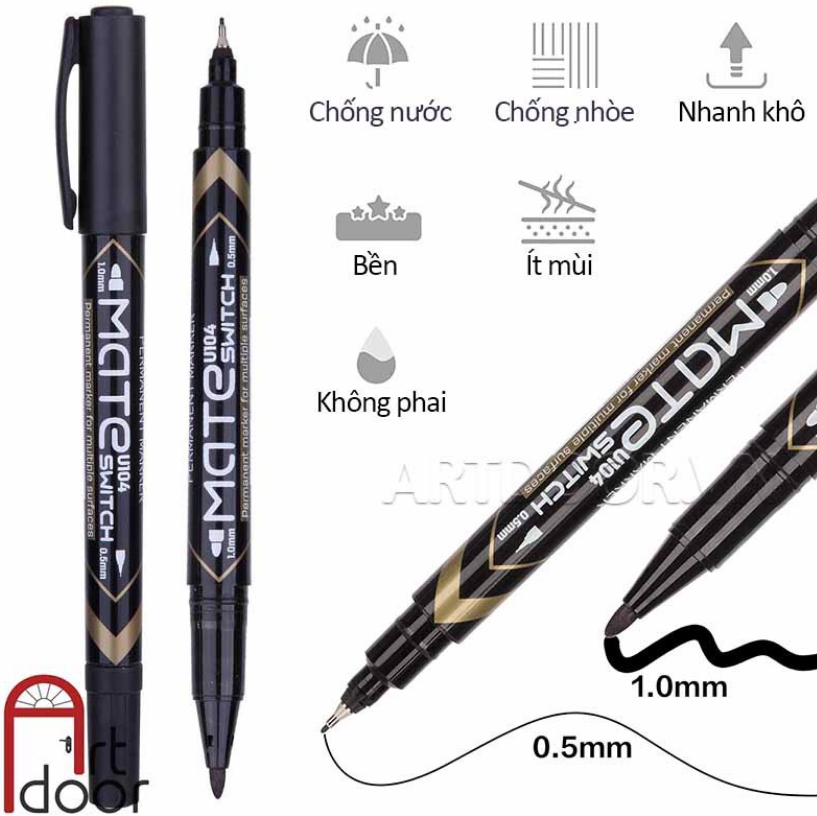 Chống nước
Chống nhòe
Nhanh khô
Bền
Ít mùi
Không phai
1.0mm
MATE
U104
SWITCH
0.5mm
Permanent marker for multiple surfaces
PERMANENT MARKER
0.5mm
U104
SWITCH
MATE
1.0mm
Permanent marker for multiple surfaces
PERMANENT MARKER
1.0mm
MATE
U104
SWITCH
0.5mm
Permanent marker for multiple surfaces
1.0mm
0.5mm
Art
door